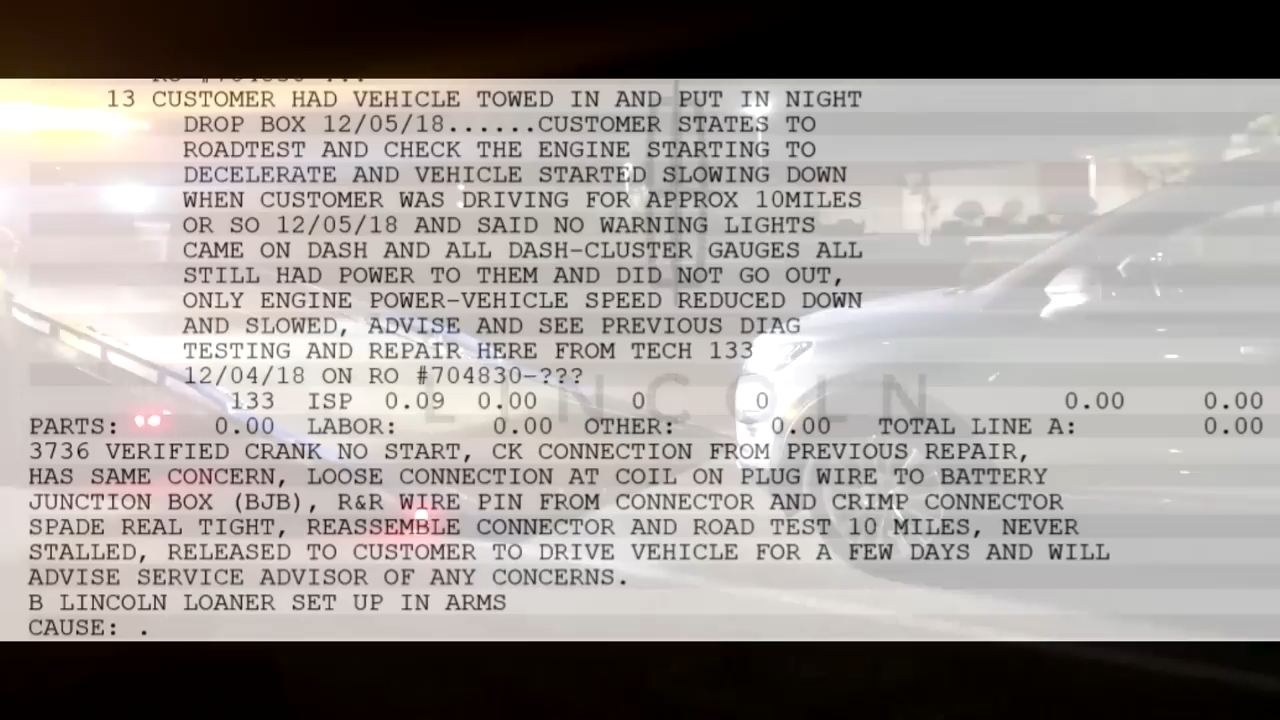 13 CUSTOMER HAD VEHICLE TOWED IN AND PUT IN NIGHT
DROP BOX 12/05/18......CUSTOMER STATES TO
ROADTEST AND CHECK THE ENGINE STARTING TO
DECELERATE AND VEHICLE STARTED SLOWING DOWN
WHEN CUSTOMER WAS DRIVING FOR APPROX 10MILES
OR SO 12/05/18 AND SAID NO WARNING LIGHTS
CAME ON DASH AND ALL DASH-CLUSTER GAUGES ALL
STILL HAD POWER TO THEM AND DID NOT GO OUT,
ONLY ENGINE POWER-VEHICLE SPEED REDUCED DOWN
AND SLOWED, ADVISE AND SEE PREVIOUS DIAG
TESTING AND REPAIR HERE FROM TECH 133
12/04/18 ON RO #704830-???
LINCOLN
133 ISP 0.09 0.00 0 0 0.00 0.00
PARTS: 0.00 LABOR: 0.00 OTHER: 0.00 TOTAL LINE A: 0.00
3736 VERIFIED CRANK NO START, CK CONNECTION FROM PREVIOUS REPAIR,
HAS SAME CONCERN, LOOSE CONNECTION AT COIL ON PLUG WIRE TO BATTERY
JUNCTION BOX (BJB), R&R WIRE PIN FROM CONNECTOR AND CRIMP CONNECTOR
SPADE REAL TIGHT, REASSEMBLE CONNECTOR AND ROAD TEST 10 MILES, NEVER
STALLED, RELEASED TO CUSTOMER TO DRIVE VEHICLE FOR A FEW DAYS AND WILL
ADVISE SERVICE ADVISOR OF ANY CONCERNS.
B LINCOLN LOANER SET UP IN ARMS
CAUSE: .